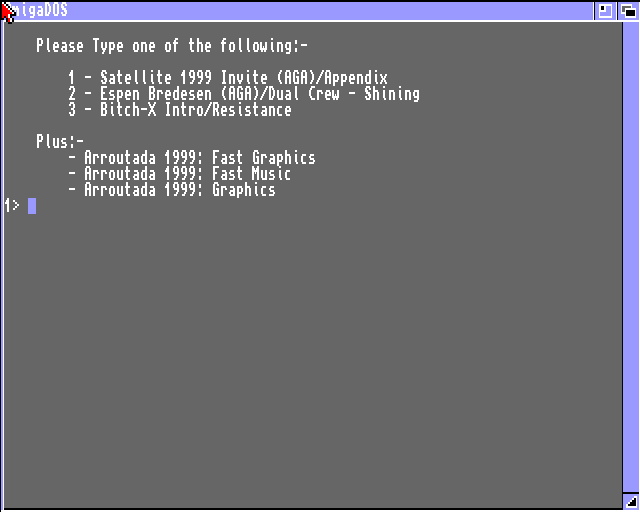 AmigaDOS
Please Type one of the following:-
1 - Satellite 1999 Invite (AGA)/Appendix
2 - Espen Bredesen (AGA)/Dual Crew - Shining
3 - Bitch-X Intro/Resistance
Plus:-
- Arroutada 1999: Fast Graphics
- Arroutada 1999: Fast Music
- Arroutada 1999: Graphics
1>